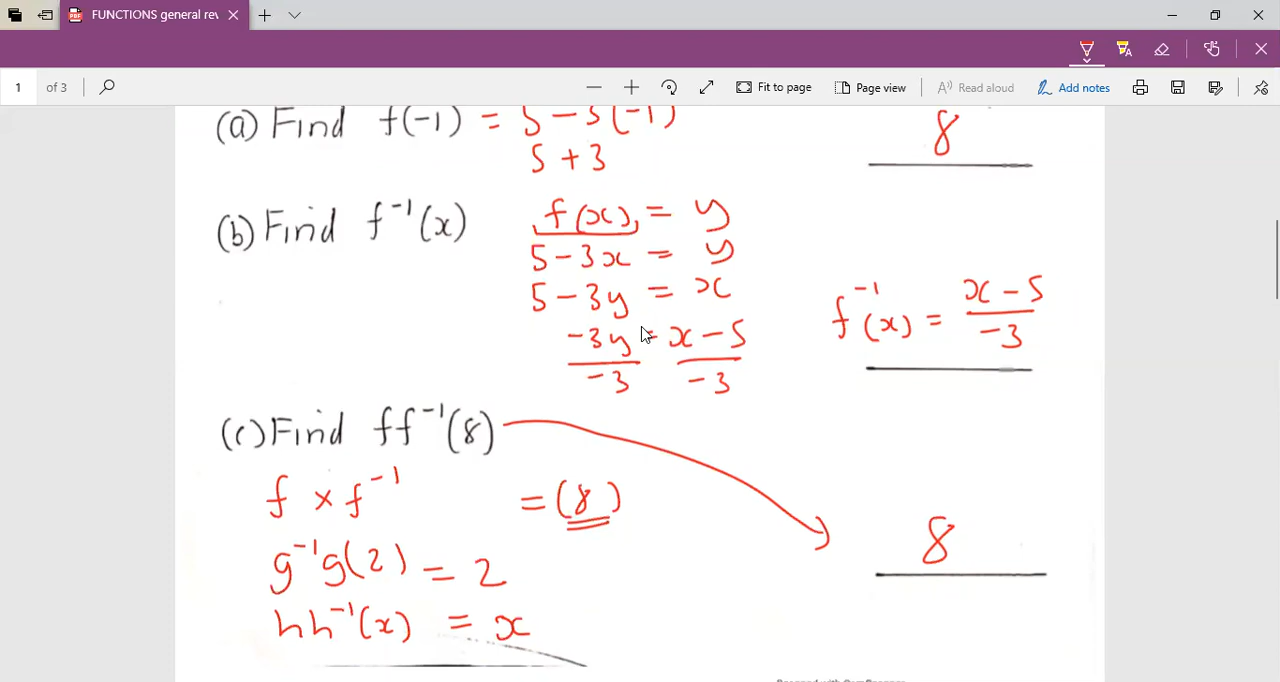 FUNCTIONS general rev
1 of 3
Fit to page
Page view
Read aloud
Add notes
(a) Find f(-1) = 5 - 3(-1)
5 + 3
8
(b) Find f⁻¹(x)
f(x) = y
5 - 3x = y
5 - 3y = x
-3y = x - 5
-3 -3
f⁻¹(x) = x - 5
-3
(c) Find ff⁻¹(8)
f × f⁻¹ = (8)
8
g⁻¹g(2) = 2
hh⁻¹(x) = x